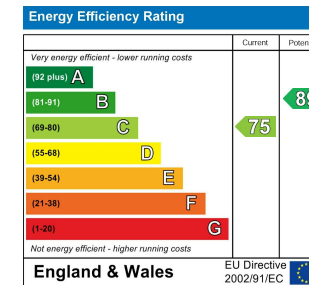 Energy Efficiency Rating
Current
Very energy efficient - lower running costs
(92 plus) A
(81-91) B
(69-80) C
75
(55-68) D
(39-54) E
(21-38) F
(1-20) G
Not energy efficient - higher running costs
England & Wales
EU Directive
2002/91/EC